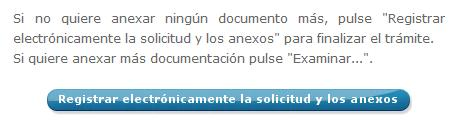 Si no quiere anexar ningún documento más, pulse "Registrar
electrónicamente la solicitud y los anexos" para finalizar el trámite.
Si quiere anexar más documentación pulse "Examinar...".
Registrar electrónicamente la solicitud y los anexos